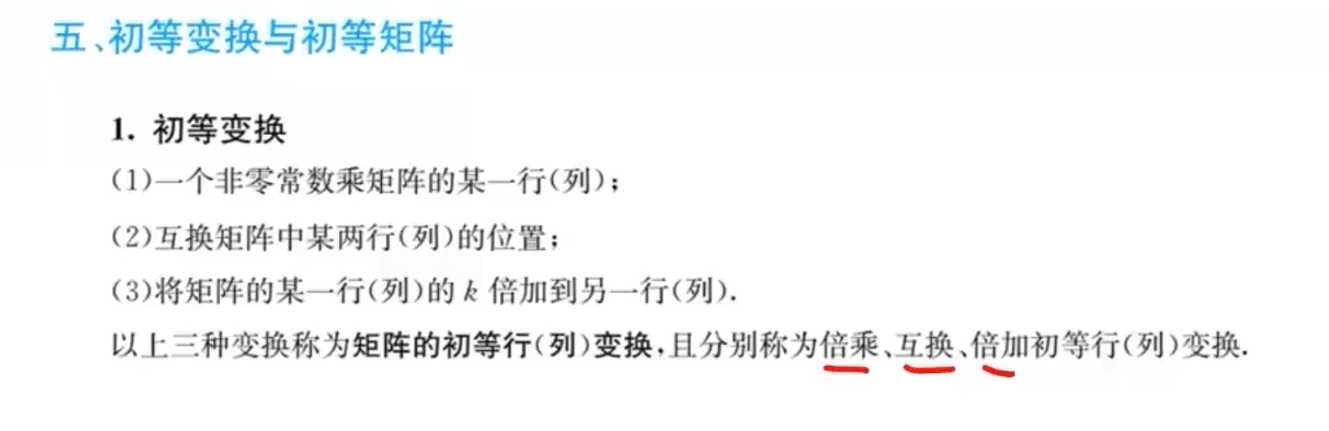 五、初等变换与初等矩阵
1. 初等变换
(1)一个非零常数乘矩阵的某一行(列);
(2)互换矩阵中某两行(列)的位置;
(3)将矩阵的某一行(列)的 k 倍加到另一行(列).
以上三种变换称为矩阵的初等行(列)变换,且分别称为倍乘、互换、倍加初等行(列)变换.